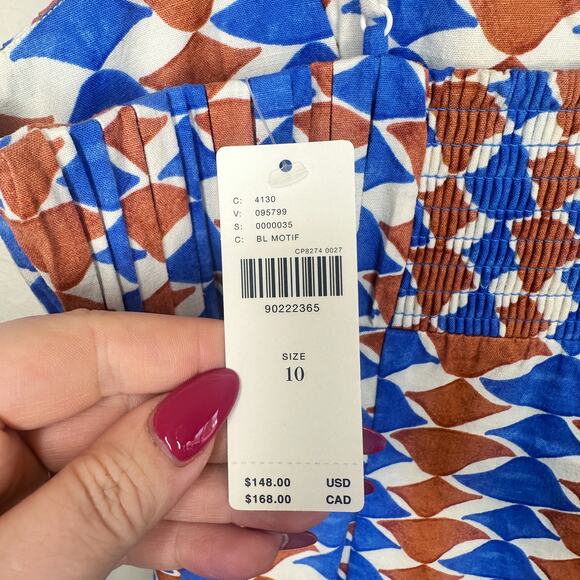 C: 4130
V: 095799
S: 0000035
C: BL MOTIF
CP8274 0027
90222365
SIZE
10
$148.00 USD
$168.00 CAD